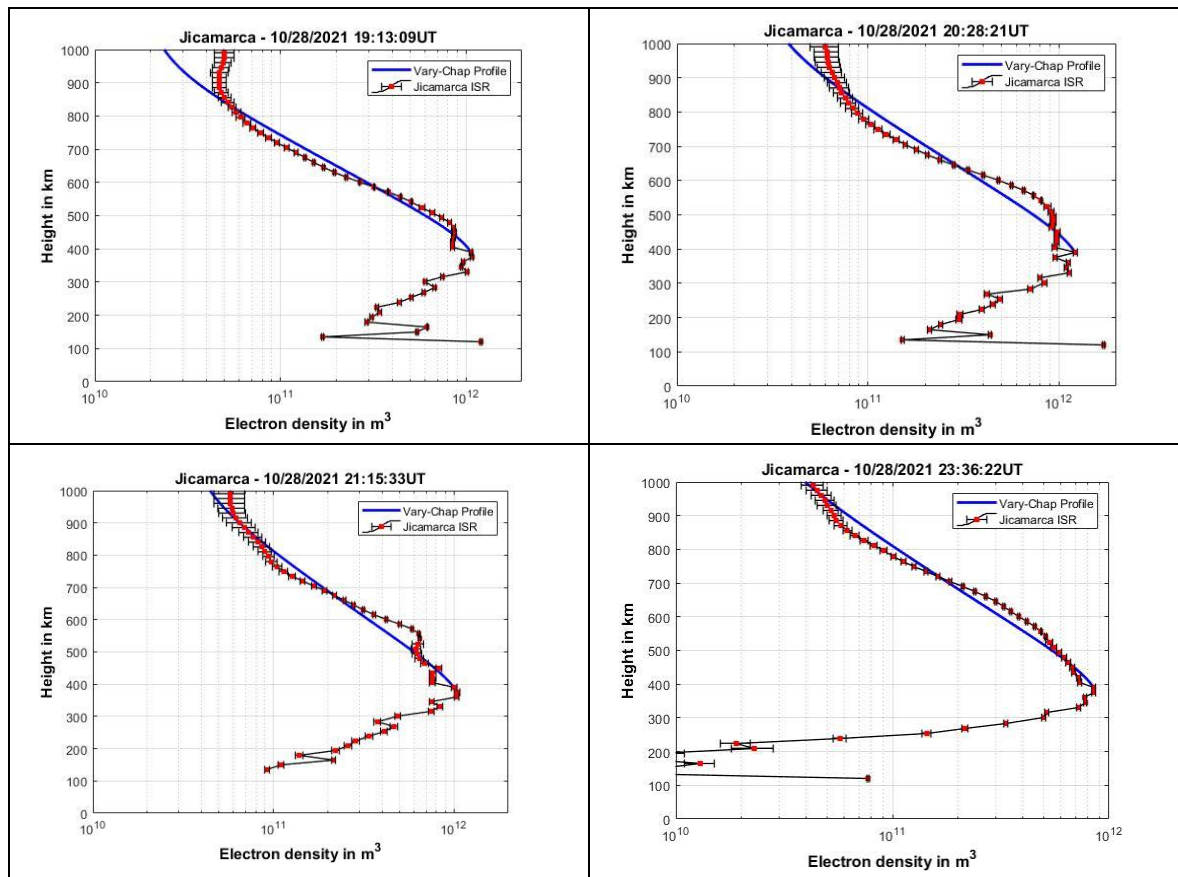 Jicamarca - 10/28/2021 19:13:09UT
Vary-Chap Profile
Jicamarca ISR
Height in km
1000
900
800
700
600
500
400
300
200
100
0
10^10
10^11
10^12
Electron density in m^3
Jicamarca - 10/28/2021 20:28:21UT
Vary-Chap Profile
Jicamarca ISR
Height in km
1000
900
800
700
600
500
400
300
200
100
0
10^10
10^11
10^12
Electron density in m^3
Jicamarca - 10/28/2021 21:15:33UT
Vary-Chap Profile
Jicamarca ISR
Height in km
1000
900
800
700
600
500
400
300
200
100
0
10^10
10^11
10^12
Electron density in m^3
Jicamarca - 10/28/2021 23:36:22UT
Vary-Chap Profile
Jicamarca ISR
Height in km
1000
900
800
700
600
500
400
300
200
100
0
10^10
10^11
10^12
Electron density in m^3